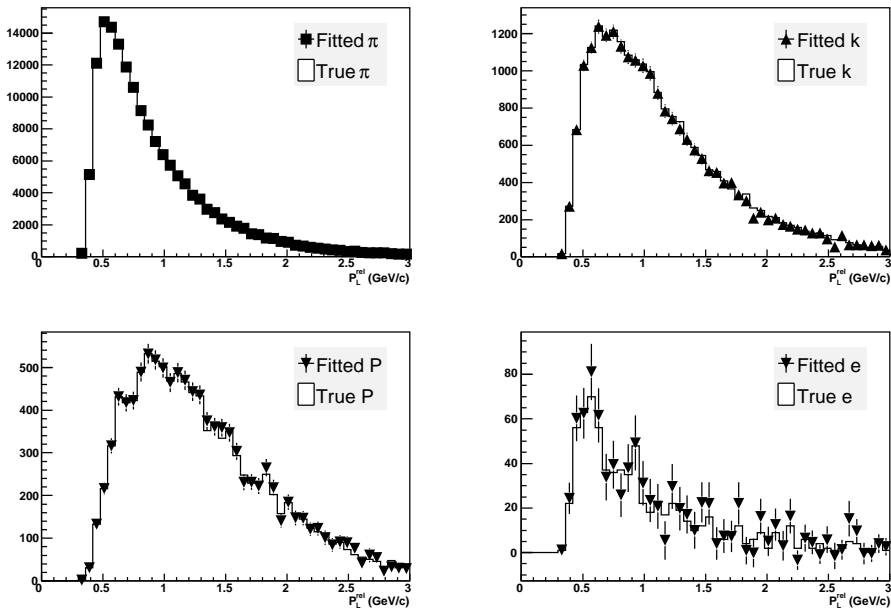 14000
12000
10000
8000
6000
4000
2000
0
Fitted π
True π
0 0.5 1 1.5 2 2.5 3
P_L^rel (GeV/c)
1200
1000
800
600
400
200
0
Fitted k
True k
0 0.5 1 1.5 2 2.5 3
P_L^rel (GeV/c)
500
400
300
200
100
0
Fitted P
True P
0 0.5 1 1.5 2 2.5 3
P_L^rel (GeV/c)
80
60
40
20
0
Fitted e
True e
0 0.5 1 1.5 2 2.5 3
P_L^rel (GeV/c)